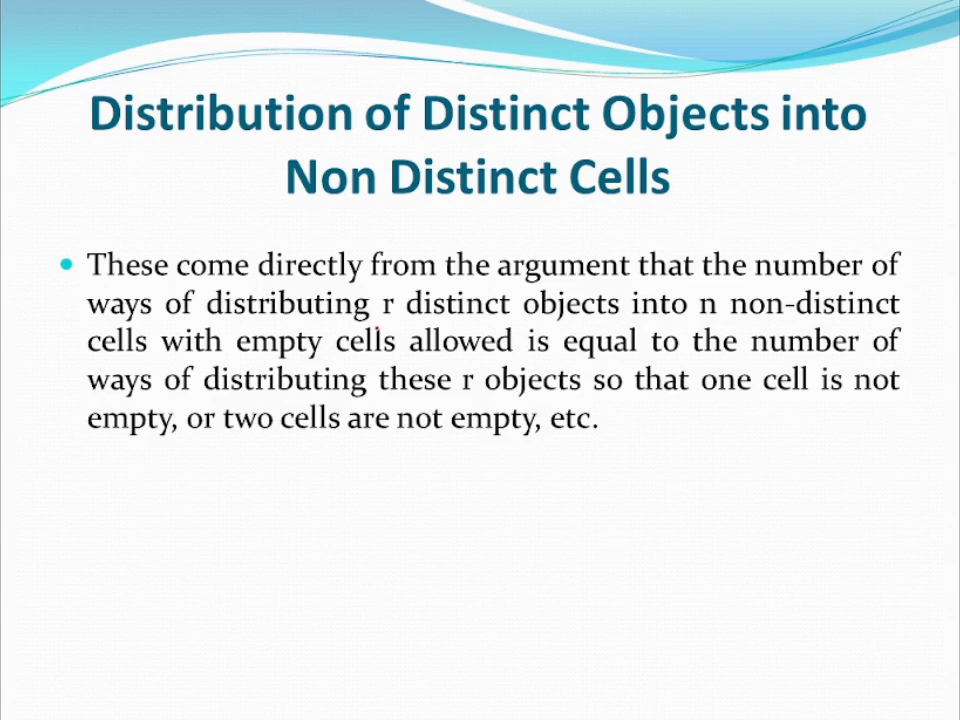 Distribution of Distinct Objects into
Non Distinct Cells
These come directly from the argument that the number of
ways of distributing r distinct objects into n non-distinct
cells with empty cells allowed is equal to the number of
ways of distributing these r objects so that one cell is not
empty, or two cells are not empty, etc.